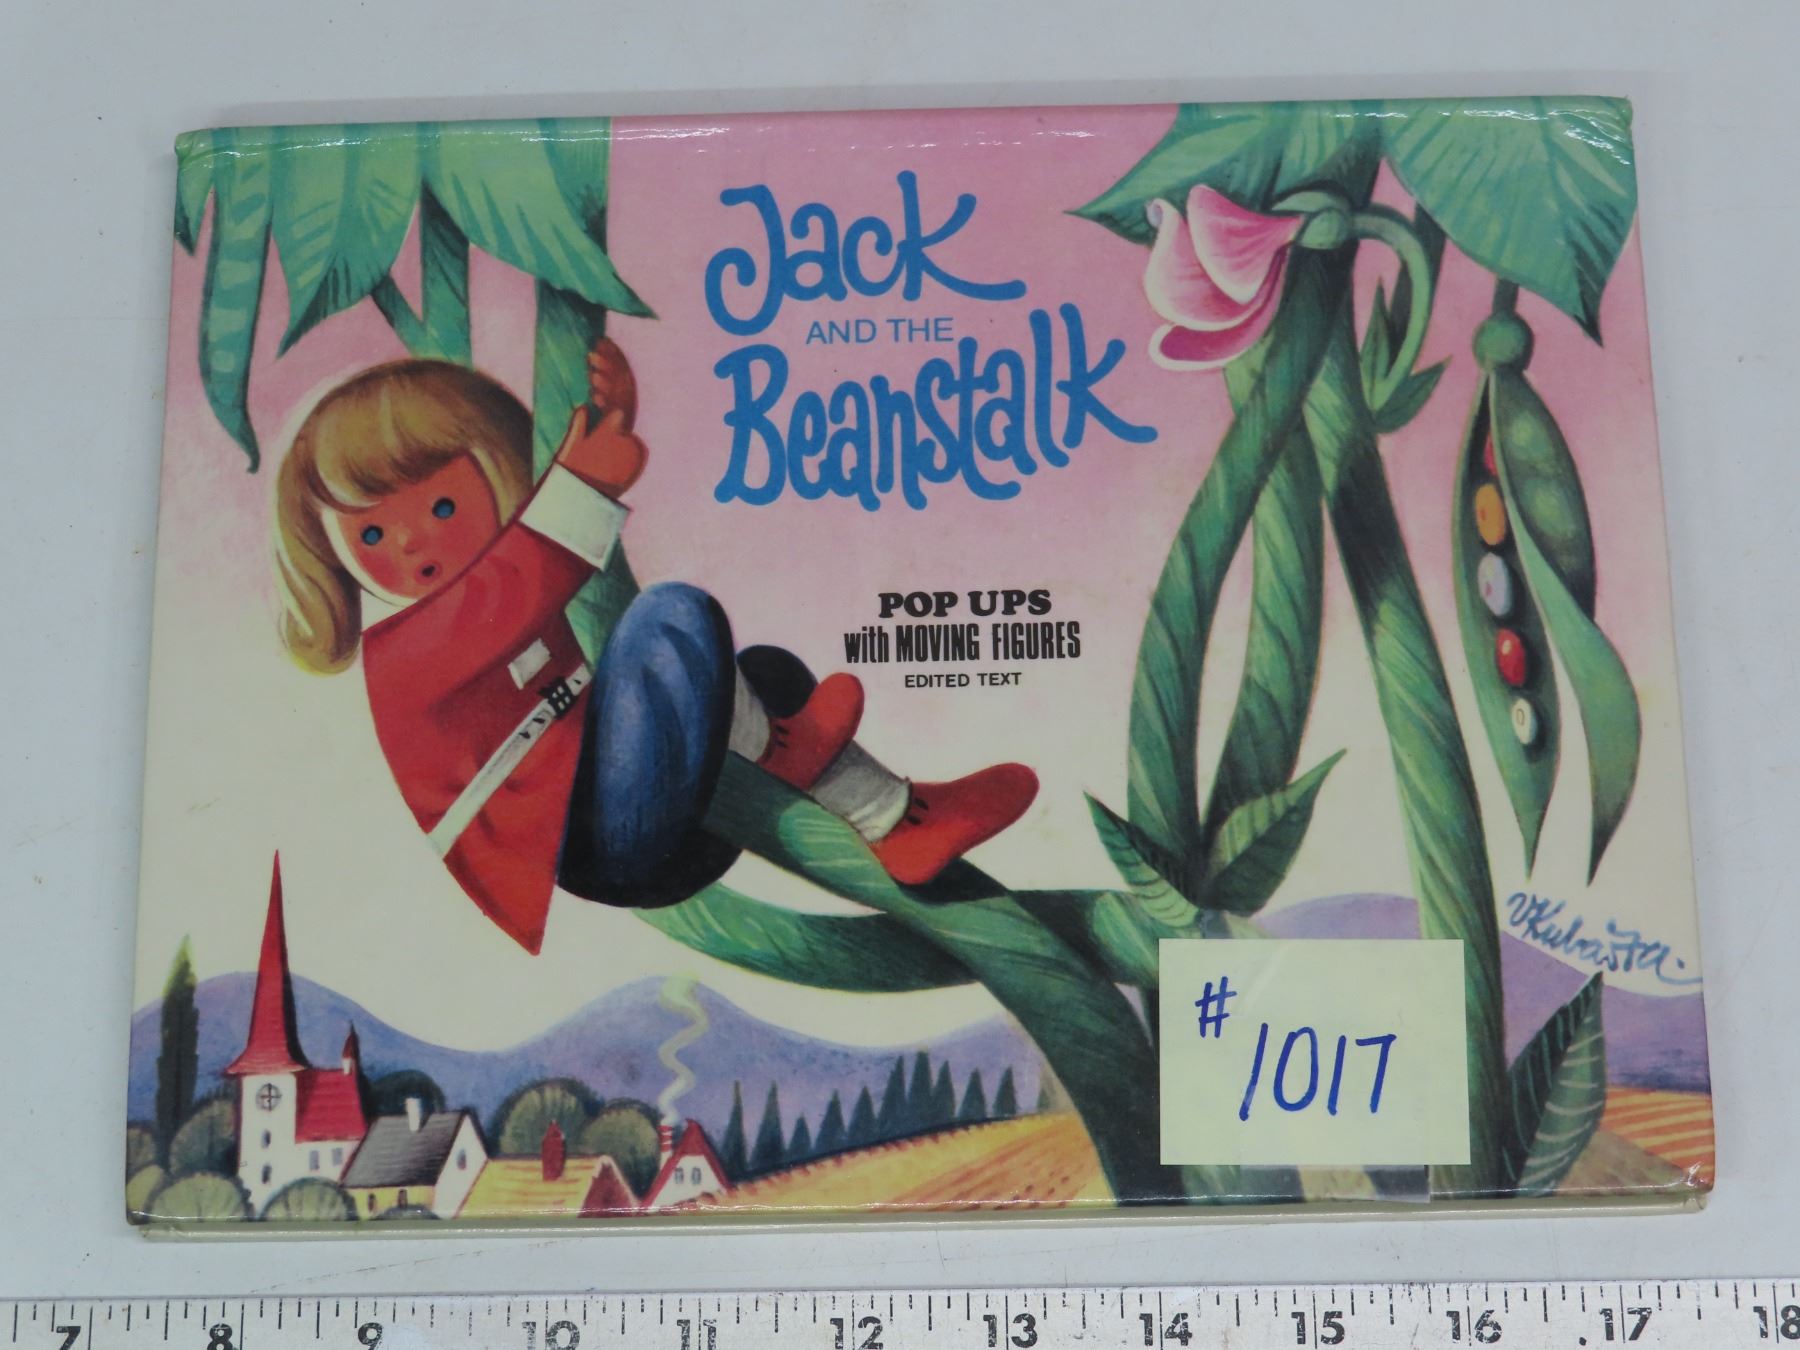 Jack
AND THE
Beanstalk
POP UPS
with MOVING FIGURES
EDITED TEXT
VKubašta.
# 1017
7 8 9 10 11 12 13 14 15 16 17 18